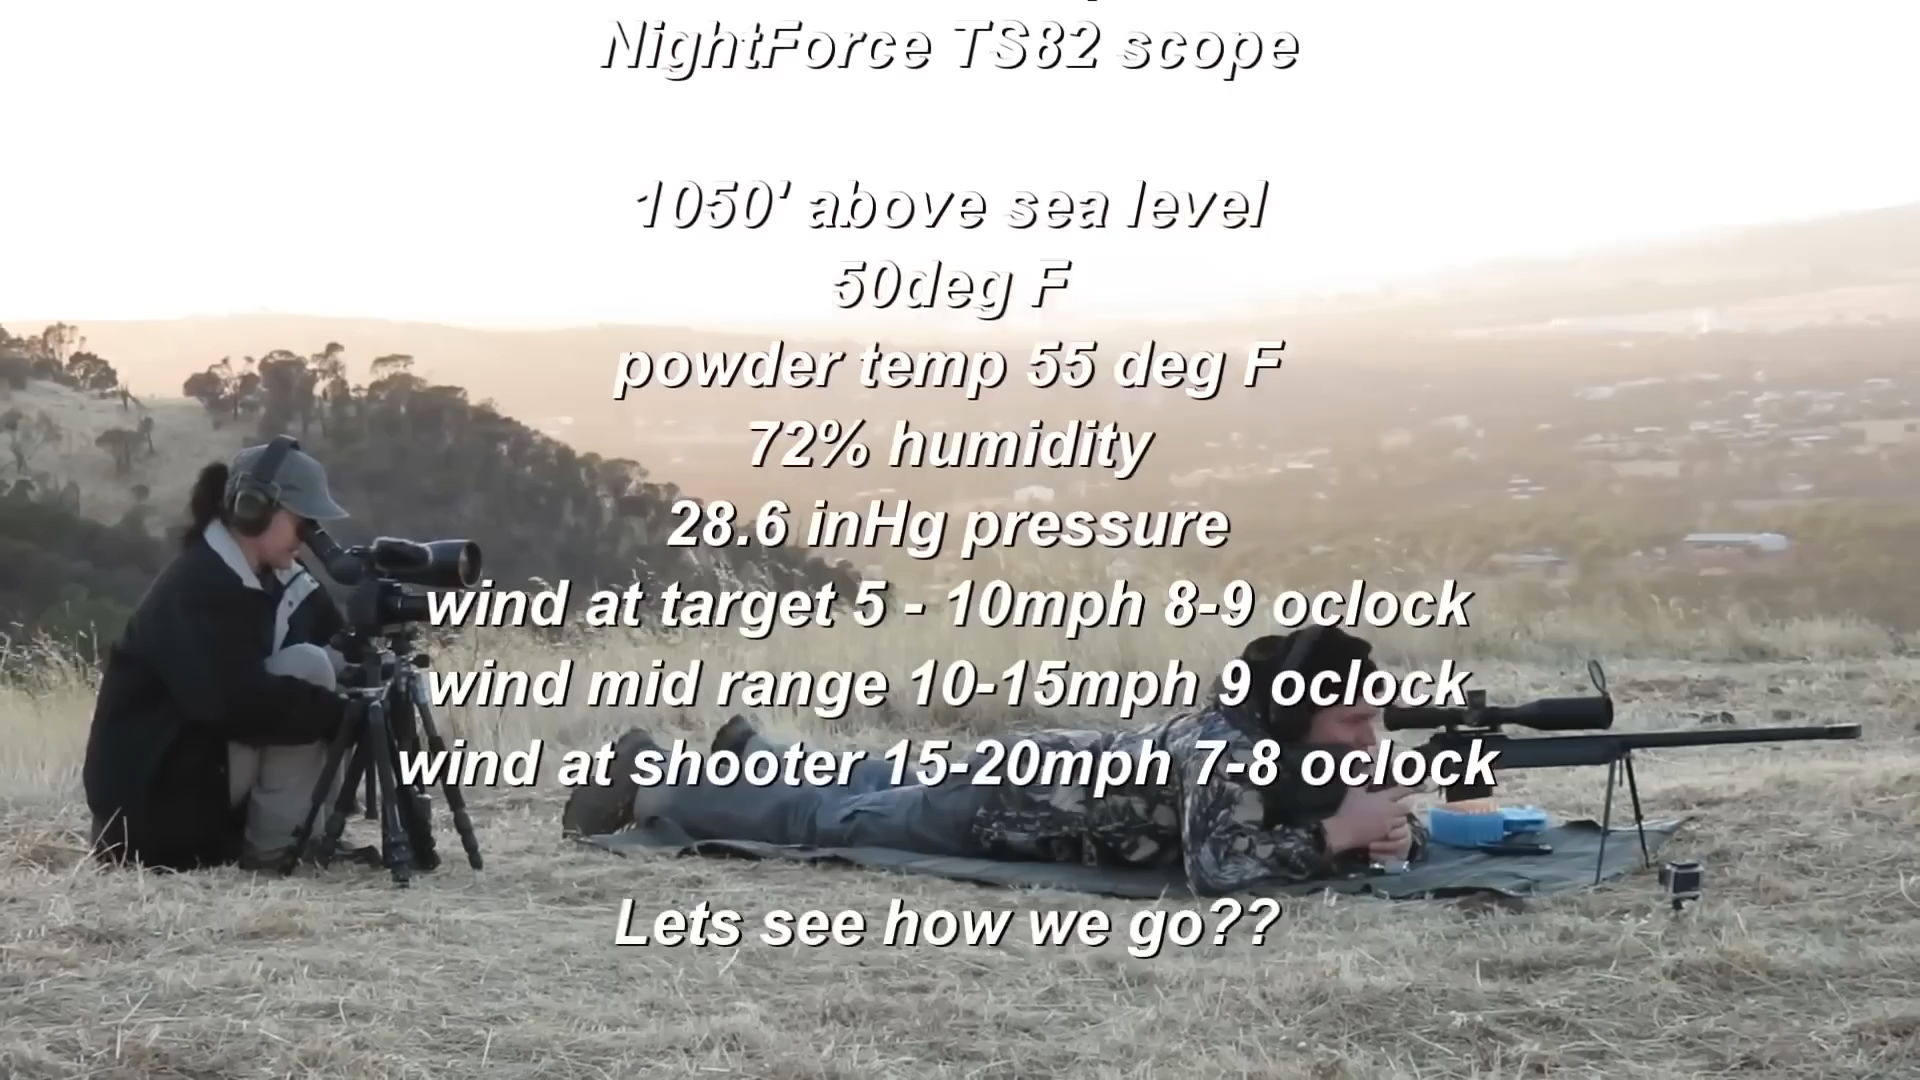 NightForce TS82 scope
1050' above sea level
50deg F
powder temp 55 deg F
72% humidity
28.6 inHg pressure
wind at target 5 - 10mph 8-9 oclock
wind mid range 10-15mph 9 oclock
wind at shooter 15-20mph 7-8 oclock
Lets see how we go??